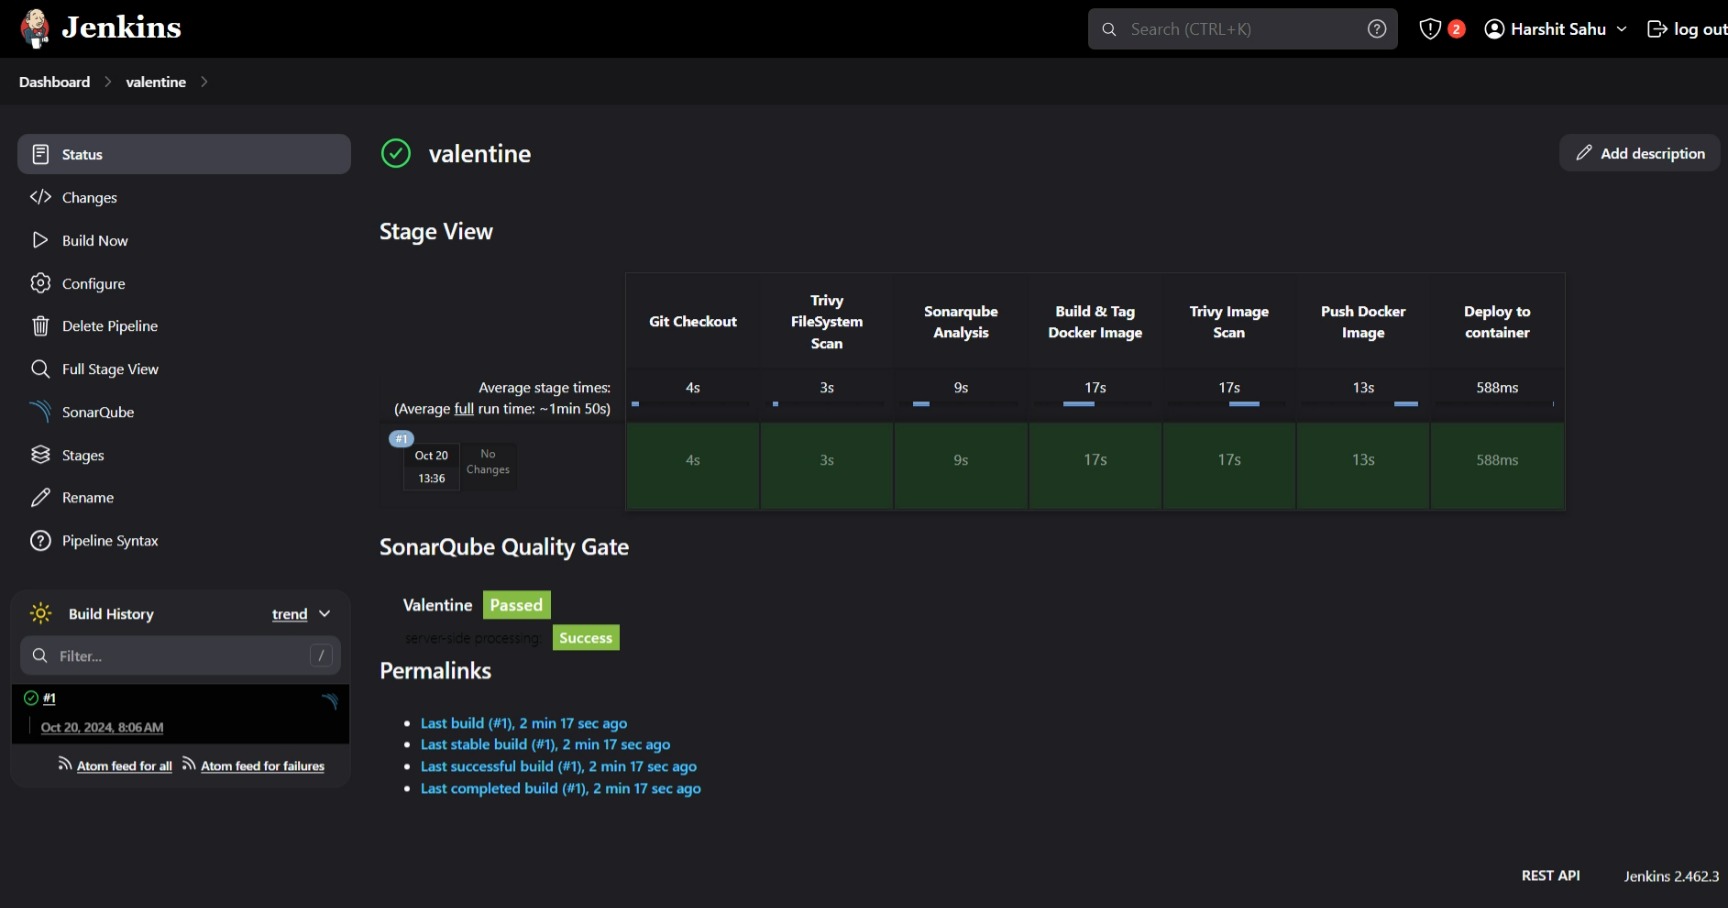 Jenkins
Search (CTRL+K)
2
Harshit Sahu
log out
Dashboard
valentine
Status
Changes
Build Now
Configure
Delete Pipeline
Full Stage View
SonarQube
Stages
Rename
Pipeline Syntax
Build History
trend
Filter...
/
#1
Oct 20, 2024, 8:06 AM
Atom feed for all
Atom feed for failures
valentine
Add description
Stage View
Git Checkout
Trivy
FileSystem
Scan
Sonarqube
Analysis
Build & Tag
Docker Image
Trivy Image
Scan
Push Docker
Image
Deploy to
container
Average stage times:
(Average full run time: ~1min 50s)
4s
3s
9s
17s
17s
13s
588ms
#1
Oct 20
13:36
No
Changes
4s
3s
9s
17s
17s
13s
588ms
SonarQube Quality Gate
Valentine Passed
server-side processing: Success
Permalinks
Last build (#1), 2 min 17 sec ago
Last stable build (#1), 2 min 17 sec ago
Last successful build (#1), 2 min 17 sec ago
Last completed build (#1), 2 min 17 sec ago
REST API
Jenkins 2.462.3